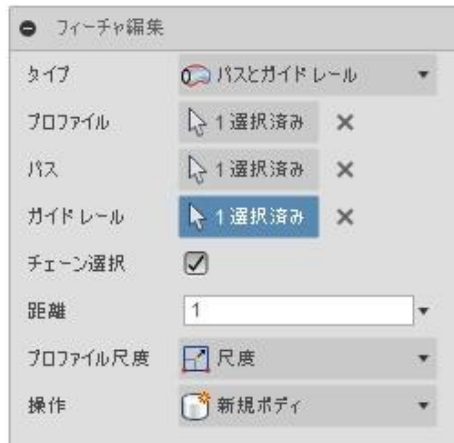 フィーチャ編集
タイプ パスとガイド レール
プロファイル 1 選択済み
パス 1 選択済み
ガイド レール 1 選択済み
チェーン選択
距離 1
プロファイル尺度 尺度
操作 新規ボディ